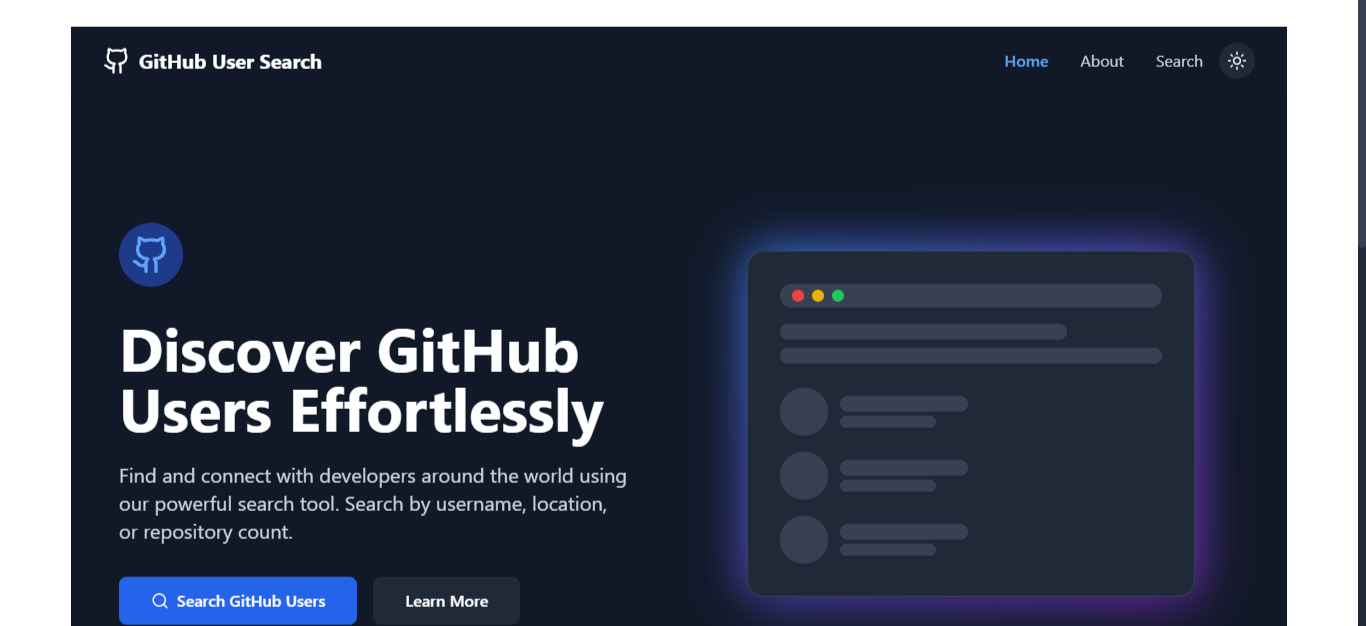 GitHub User Search
Home
About
Search
Discover GitHub
Users Effortlessly
Find and connect with developers around the world using
our powerful search tool. Search by username, location,
or repository count.
Search GitHub Users
Learn More